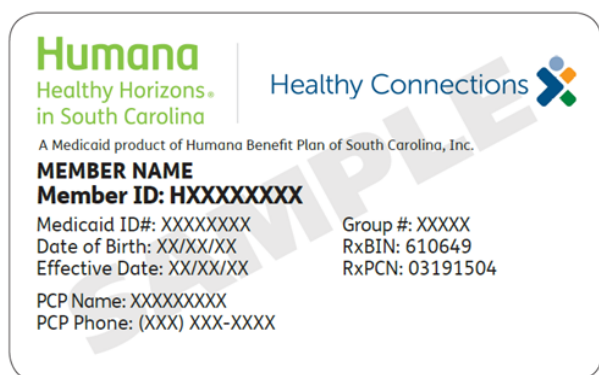 Humana
Healthy Horizons®
in South Carolina
Healthy Connections
A Medicaid product of Humana Benefit Plan of South Carolina, Inc.
MEMBER NAME
Member ID: HXXXXXXXX
Medicaid ID#: XXXXXXXX
Date of Birth: XX/XX/XX
Effective Date: XX/XX/XX
Group #: XXXXX
RxBIN: 610649
RxPCN: 03191504
PCP Name: XXXXXXXXX
PCP Phone: (XXX) XXX-XXXX
SAMPLE